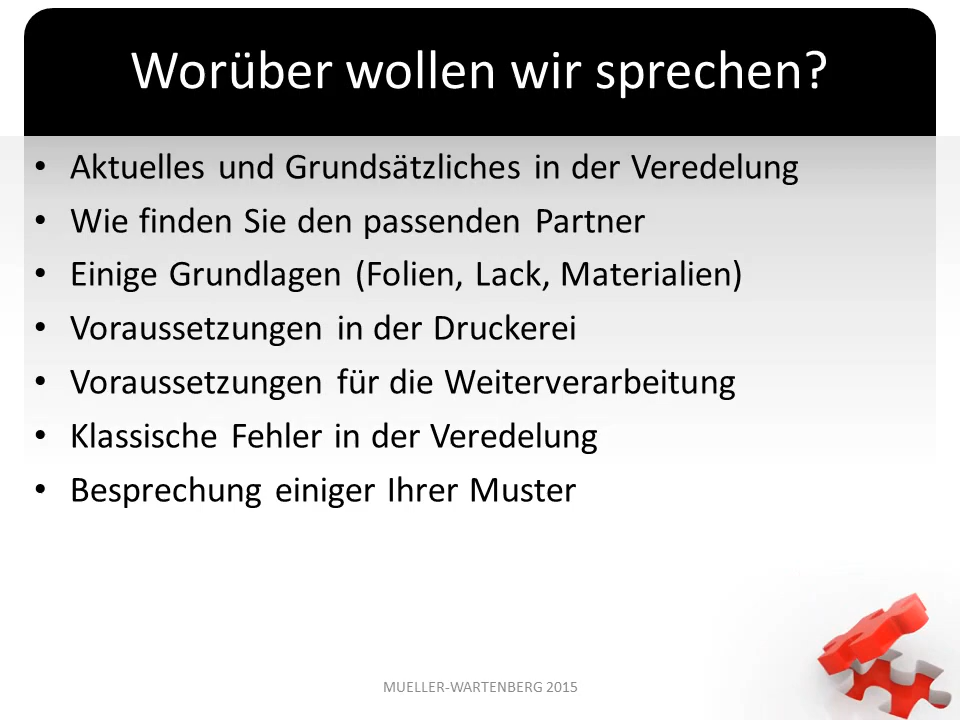 Worüber wollen wir sprechen?
• Aktuelles und Grundsätzliches in der Veredelung
• Wie finden Sie den passenden Partner
• Einige Grundlagen (Folien, Lack, Materialien)
• Voraussetzungen in der Druckerei
• Voraussetzungen für die Weiterverarbeitung
• Klassische Fehler in der Veredelung
• Besprechung einiger Ihrer Muster
MUELLER-WARTENBERG 2015